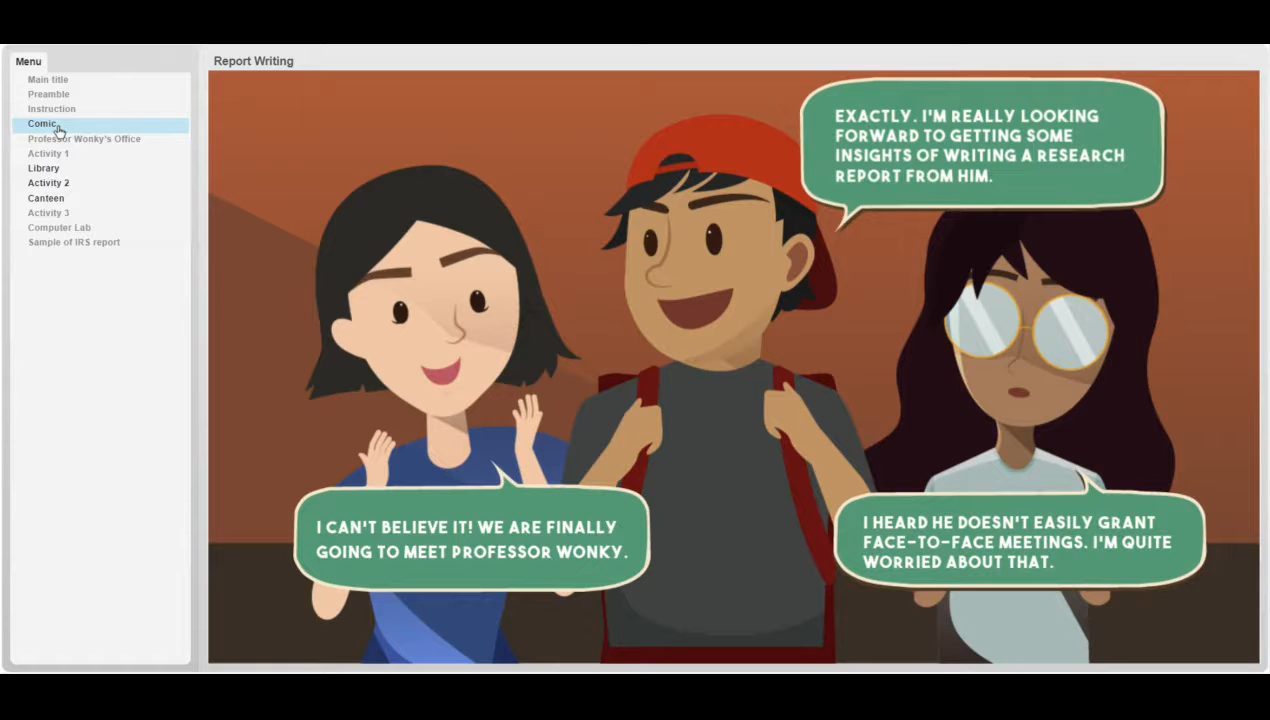 Menu
Main title
Preamble
Instruction
Comic
Professor Wonky's Office
Activity 1
Library
Activity 2
Canteen
Activity 3
Computer Lab
Sample of IRS report
Report Writing
EXACTLY. I'M REALLY LOOKING
FORWARD TO GETTING SOME
INSIGHTS OF WRITING A RESEARCH
REPORT FROM HIM.
I CAN'T BELIEVE IT! WE ARE FINALLY
GOING TO MEET PROFESSOR WONKY.
I HEARD HE DOESN'T EASILY GRANT
FACE-TO-FACE MEETINGS. I'M QUITE
WORRIED ABOUT THAT.